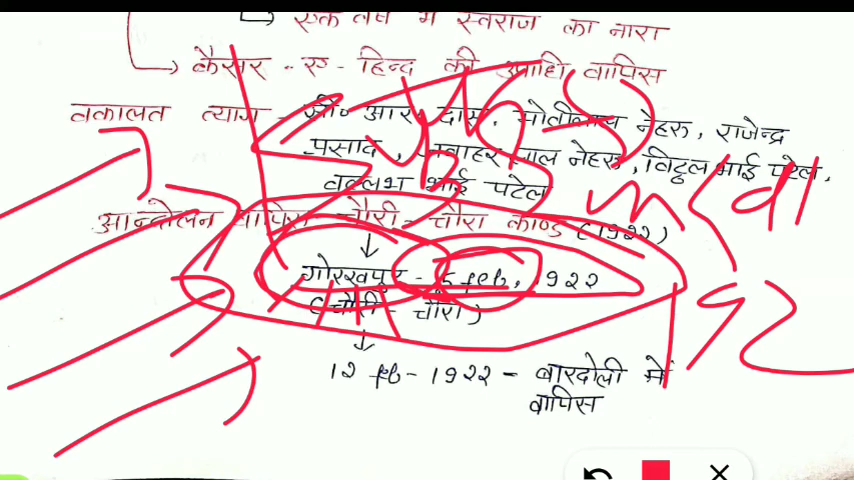 एक वर्ष में स्वराज का नारा
कैसर - ए - हिन्द की उपाधि वापिस
वकालत त्याग - सी० आर० दास, मोतीलाल नेहरू, राजेन्द्र
प्रसाद, जवाहर लाल नेहरू, विट्ठल भाई पटेल,
वल्लभ भाई पटेल
आन्दोलन वापिस - चौरी - चौरा काण्ड (1922)
गोरखपुर - 5 feb, 1922
(चौरी - चौरा)
12 feb - 1922 - बारदोली में
वापिस